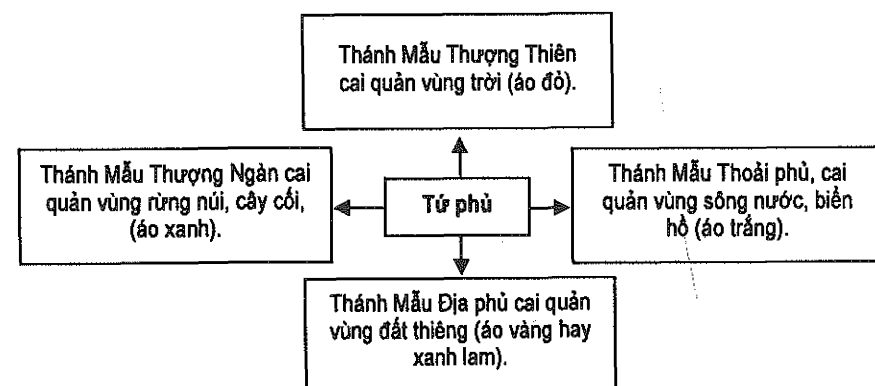 Thánh Mẫu Thượng Thiên
cai quản vùng trời (áo đỏ).
Thánh Mẫu Thượng Ngàn cai
quản vùng rừng núi, cây cối,
(áo xanh).
Tứ phủ
Thánh Mẫu Thoải phủ, cai
quản vùng sông nước, biển
hồ (áo trắng).
Thánh Mẫu Địa phủ cai quản
vùng đất thiêng (áo vàng hay
xanh lam).